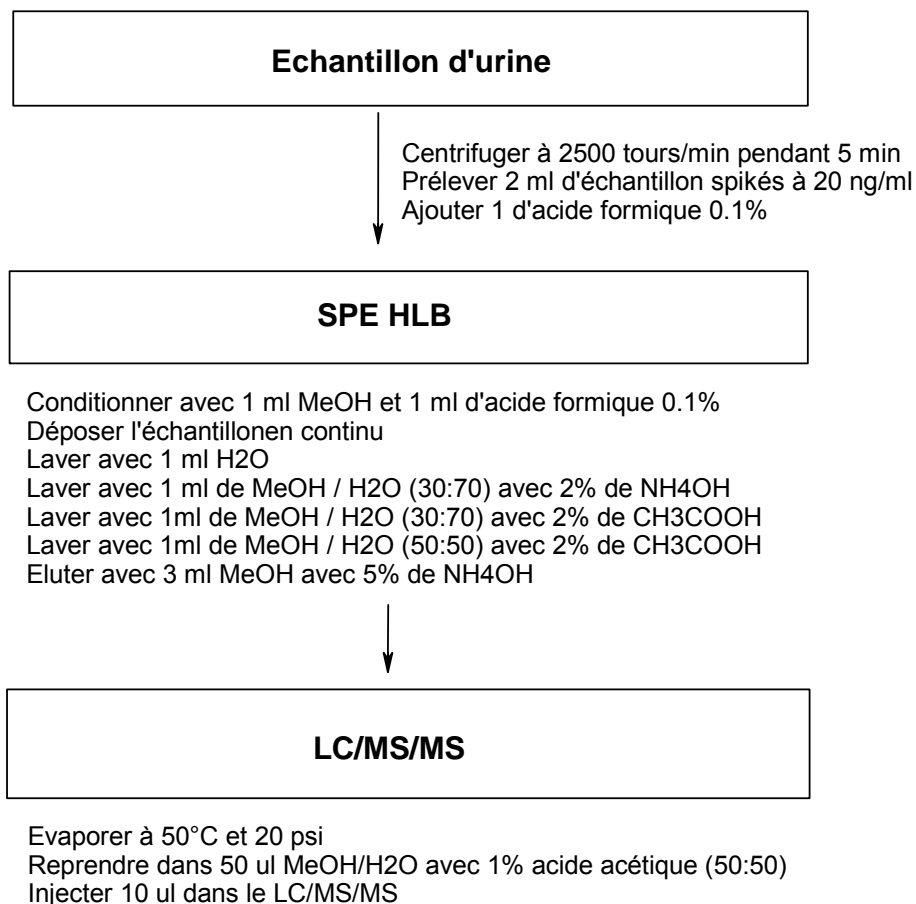 Echantillon d'urine
Centrifuger à 2500 tours/min pendant 5 min
Prélever 2 ml d'échantillon spikés à 20 ng/ml
Ajouter 1 d'acide formique 0.1%
SPE HLB
Conditionner avec 1 ml MeOH et 1 ml d'acide formique 0.1%
Déposer l'échantillonen continu
Laver avec 1 ml H2O
Laver avec 1 ml de MeOH / H2O (30:70) avec 2% de NH4OH
Laver avec 1ml de MeOH / H2O (30:70) avec 2% de CH3COOH
Laver avec 1ml de MeOH / H2O (50:50) avec 2% de CH3COOH
Eluter avec 3 ml MeOH avec 5% de NH4OH
LC/MS/MS
Evaporer à 50°C et 20 psi
Reprendre dans 50 ul MeOH/H2O avec 1% acide acétique (50:50)
Injecter 10 ul dans le LC/MS/MS